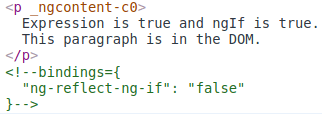 <p _ngcontent-c0>
  Expression is true and ngIf is true.
  This paragraph is in the DOM.
</p>
<!--bindings={
  "ng-reflect-ng-if": "false"
}-->